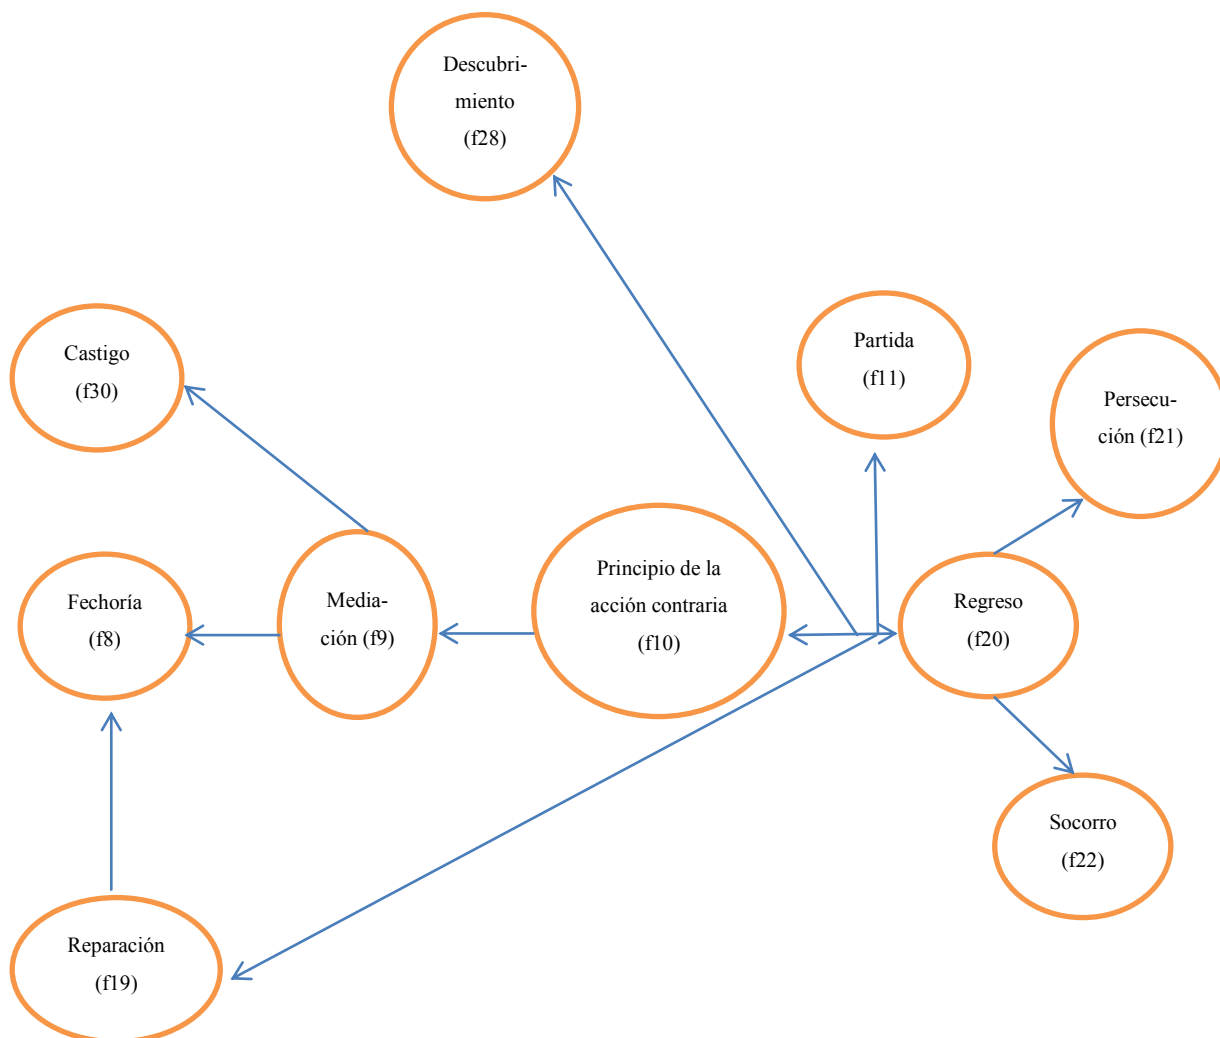 Descubri-
miento
(f28)
Partida
(f11)
Castigo
(f30)
Persecu-
ción (f21)
Principio de la
acción contraria
(f10)
Fechoría
(f8)
Media-
ción (f9)
Regreso
(f20)
Socorro
(f22)
Reparación
(f19)